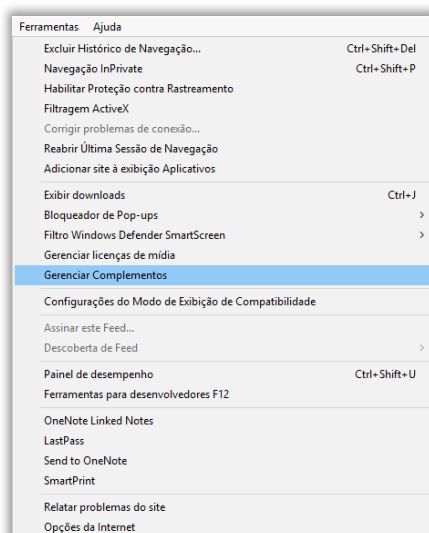 Ferramentas Ajuda
Excluir Histórico de Navegação... Ctrl+Shift+Del
Navegação InPrivate Ctrl+Shift+P
Habilitar Proteção contra Rastreamento
Filtragem ActiveX
Corrigir problemas de conexão...
Reabrir Última Sessão de Navegação
Adicionar site à exibição Aplicativos
Exibir downloads Ctrl+J
Bloqueador de Pop-ups
Filtro Windows Defender SmartScreen
Gerenciar licenças de mídia
Gerenciar Complementos
Configurações do Modo de Exibição de Compatibilidade
Assinar este Feed...
Descoberta de Feed
Painel de desempenho Ctrl+Shift+U
Ferramentas para desenvolvedores F12
OneNote Linked Notes
LastPass
Send to OneNote
SmartPrint
Relatar problemas do site
Opções da Internet